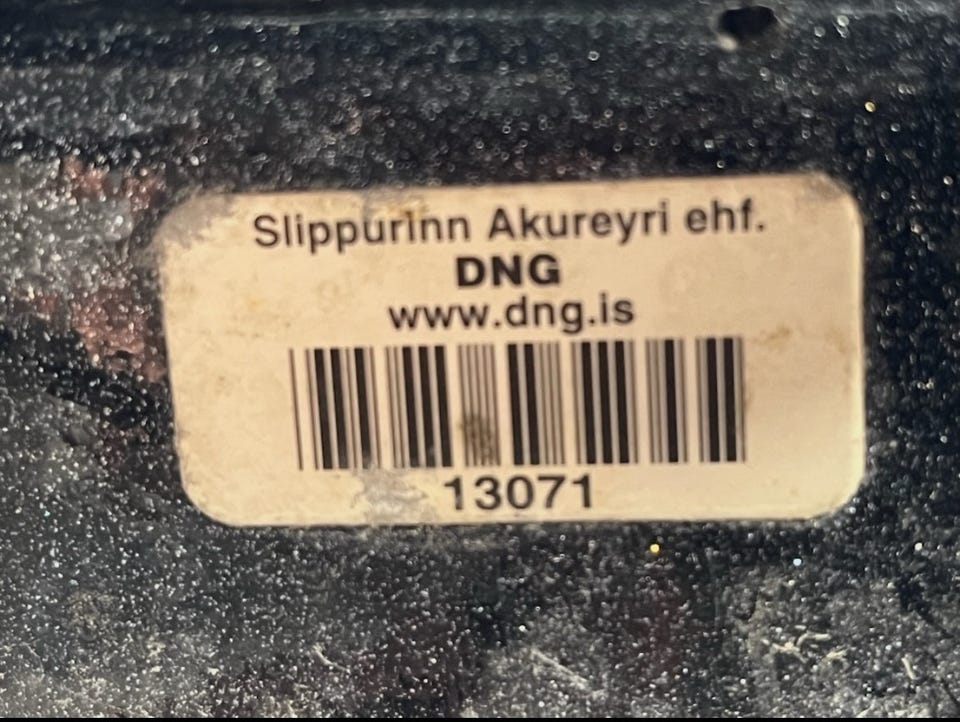 Slippurinn Akureyri ehf.
DNG
www.dng.is
13071